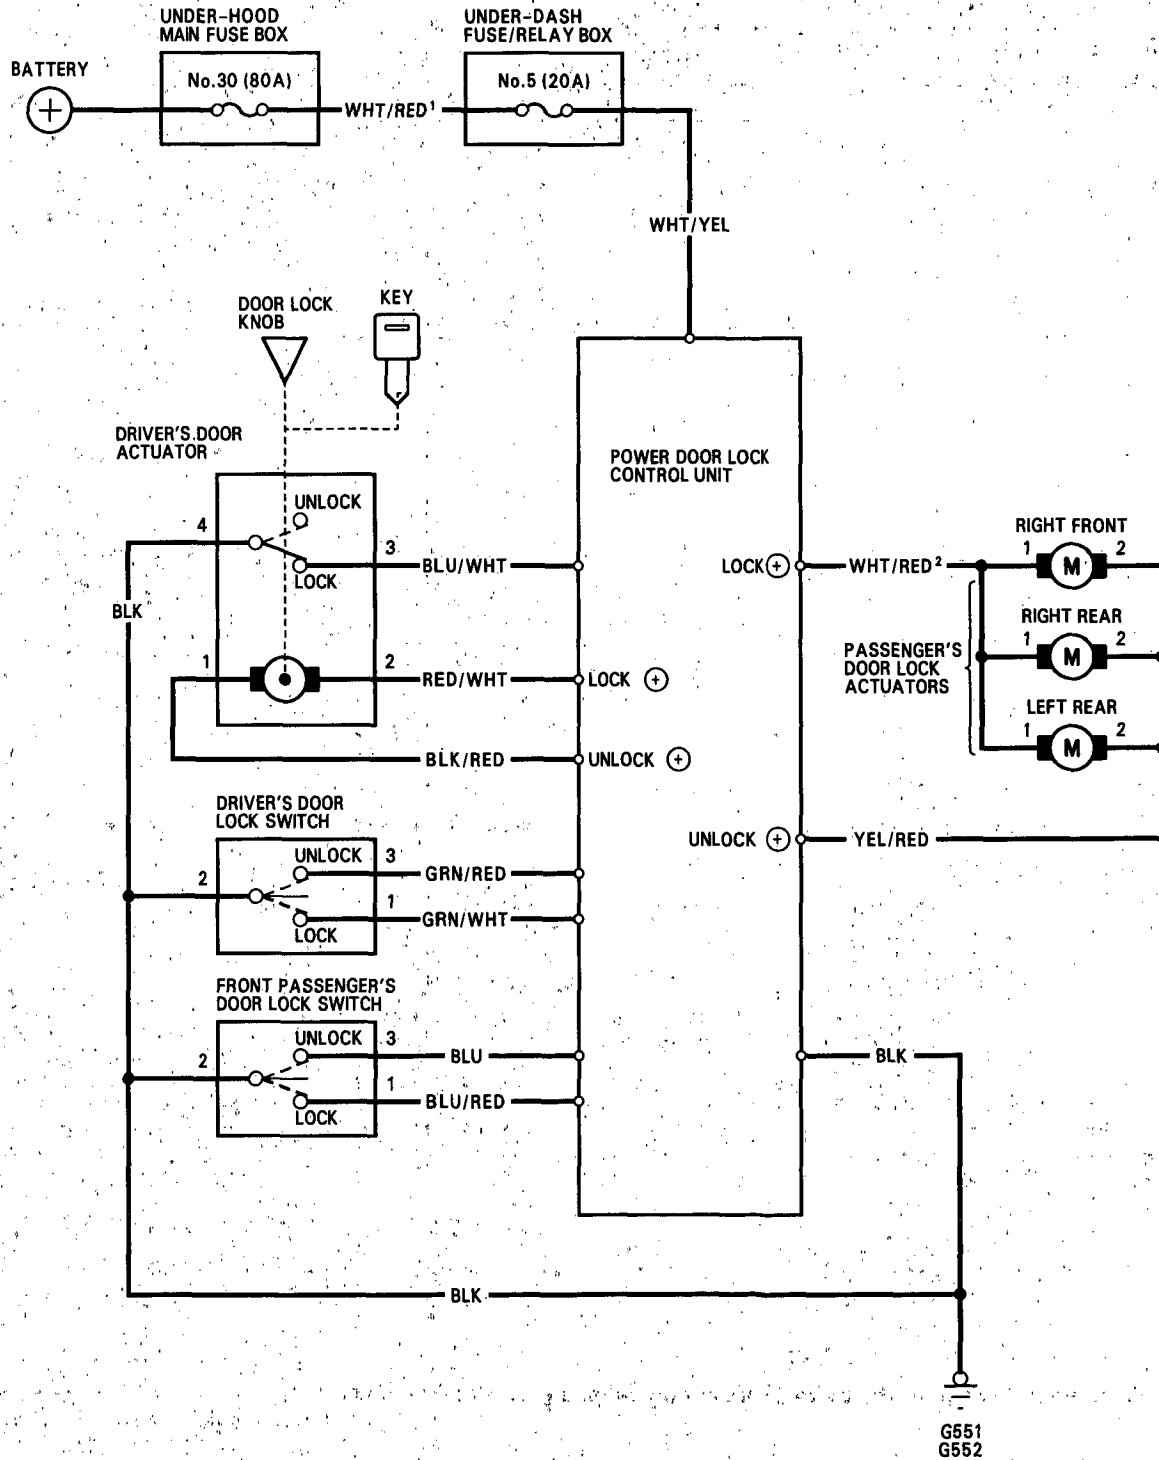 UNDER-HOOD
MAIN FUSE BOX
UNDER-DASH
FUSE/RELAY BOX
BATTERY
No.30 (80A)
No.5 (20A)
+
WHT/RED¹
WHT/YEL
DOOR LOCK
KNOB
KEY
DRIVER'S DOOR
ACTUATOR
POWER DOOR LOCK
CONTROL UNIT
UNLOCK
4
3
LOCK
BLU/WHT
BLK
1
2
RED/WHT
LOCK +
BLK/RED
UNLOCK +
LOCK +
WHT/RED²
RIGHT FRONT
1 M 2
RIGHT REAR
1 M 2
PASSENGER'S
DOOR LOCK
ACTUATORS
LEFT REAR
1 M 2
UNLOCK +
YEL/RED
DRIVER'S DOOR
LOCK SWITCH
UNLOCK 3
GRN/RED
2
1
GRN/WHT
LOCK
FRONT PASSENGER'S
DOOR LOCK SWITCH
UNLOCK 3
BLU
2
1
BLU/RED
LOCK
BLK
BLK
G551
G552